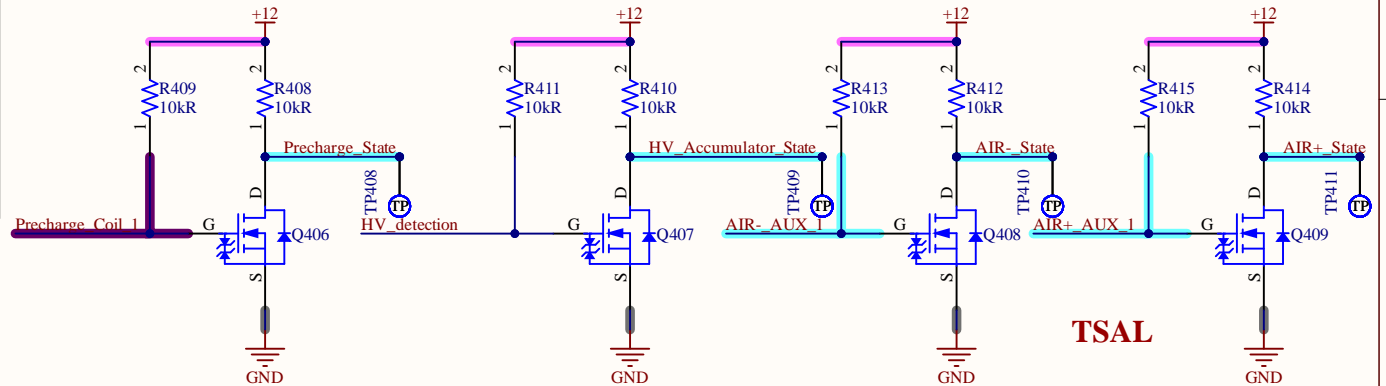 +12 +12 +12 +12
2 2 2 2 2 2 2 2
R409 R408 R411 R410 R413 R412 R415 R414
10kR 10kR 10kR 10kR 10kR 10kR 10kR 10kR
1 1 1 1 1 1 1 1
Precharge_State HV_Accumulator_State AIR-_State AIR+_State
TP408 TP409 TP410 TP411
D D D D
TP TP TP TP
Precharge_Coil_1 G HV_detection G AIR-_AUX_1 G AIR+_AUX_1 G
Q406 Q407 Q408 Q409
S S S S
TSAL
GND GND GND GND